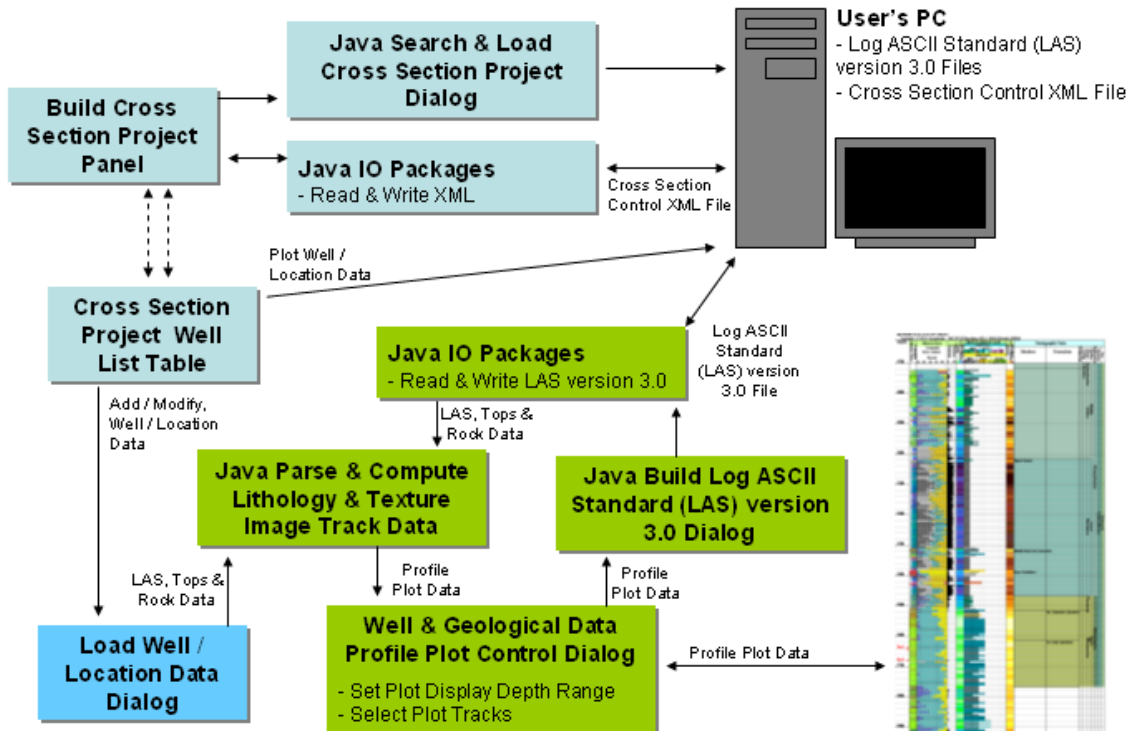 User's PC
- Log ASCII Standard (LAS)
version 3.0 Files
- Cross Section Control XML File
Java Search & Load
Cross Section Project
Dialog
Build Cross
Section Project
Panel
Java IO Packages
- Read & Write XML
Cross Section
Control XML File
Plot Well /
Location Data
Cross Section
Project Well
List Table
Java IO Packages
- Read & Write LAS version 3.0
Log ASCII
Standard
(LAS) version
3.0 File
Add / Modify,
Well / Location
Data
LAS, Tops &
Rock Data
Java Parse & Compute
Lithology & Texture
Image Track Data
Java Build Log ASCII
Standard (LAS) version
3.0 Dialog
LAS, Tops &
Rock Data
Profile
Plot Data
Profile
Plot Data
Load Well /
Location Data
Dialog
Well & Geological Data
Profile Plot Control Dialog
- Set Plot Display Depth Range
- Select Plot Tracks
Profile Plot Data